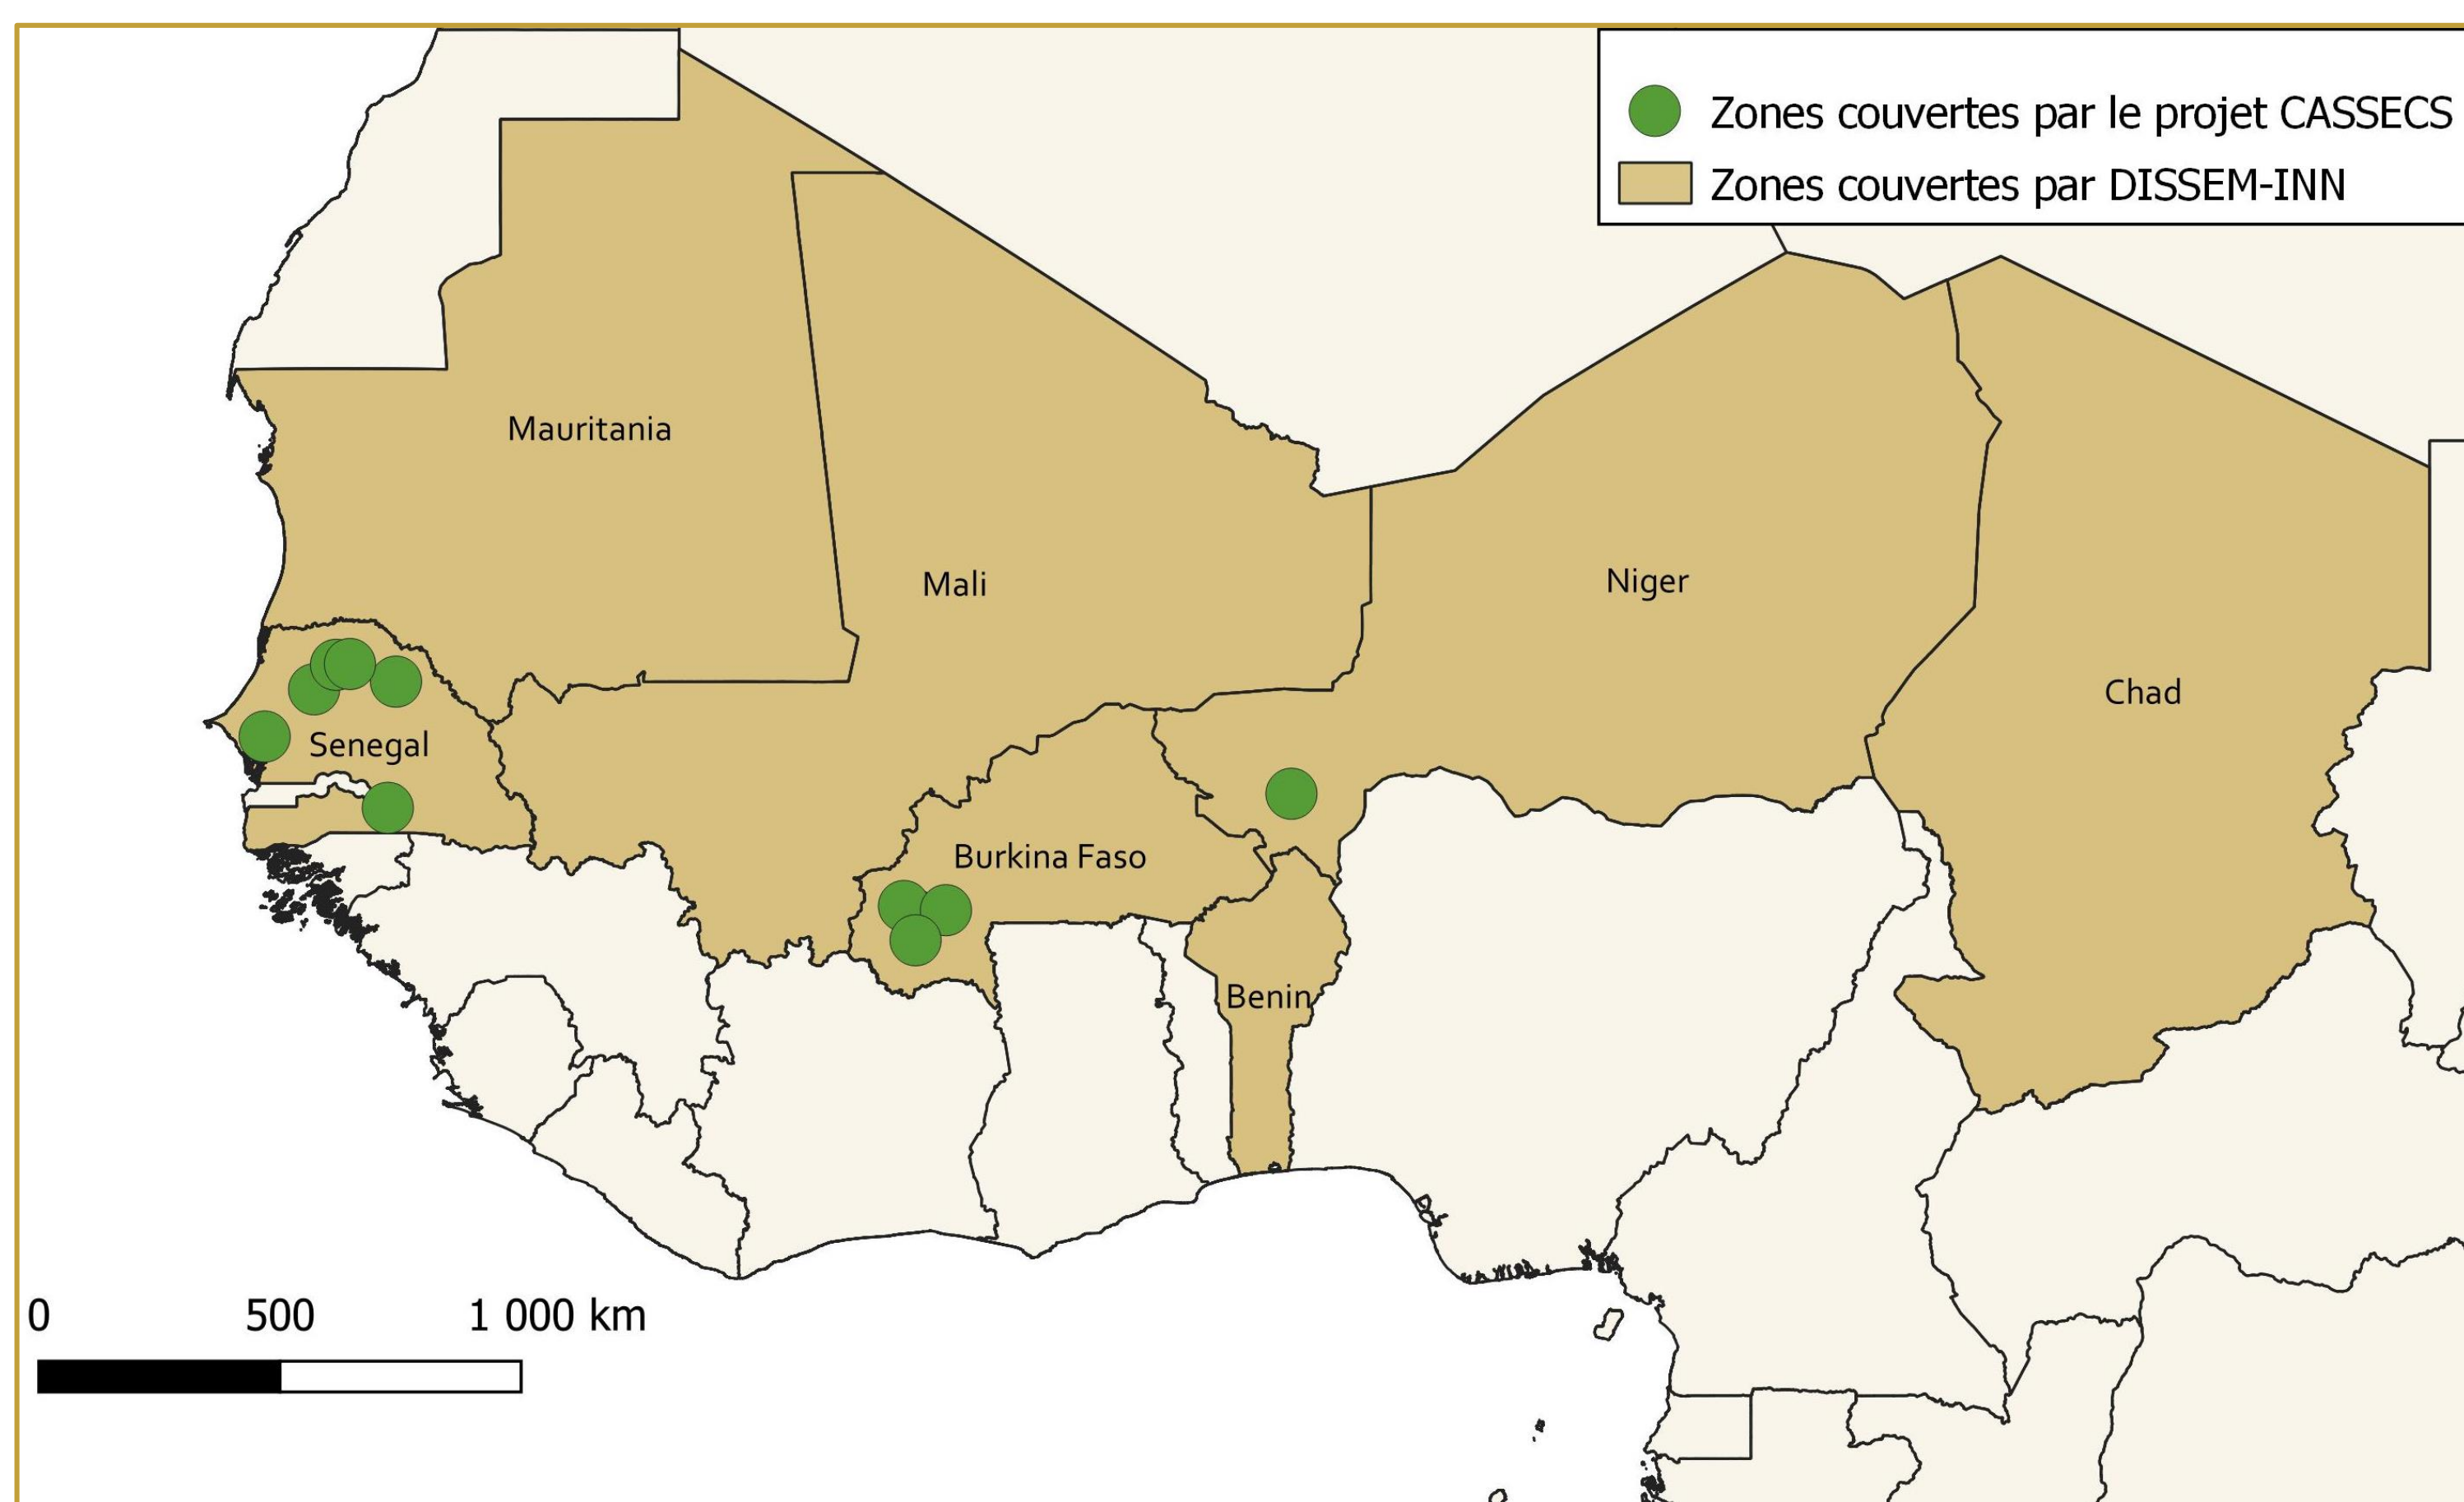 Zones couvertes par le projet CASSECS
Zones couvertes par DISSEM-INN
Mauritania
Mali
Niger
Chad
Senegal
Burkina Faso
Benin
0 500 1 000 km